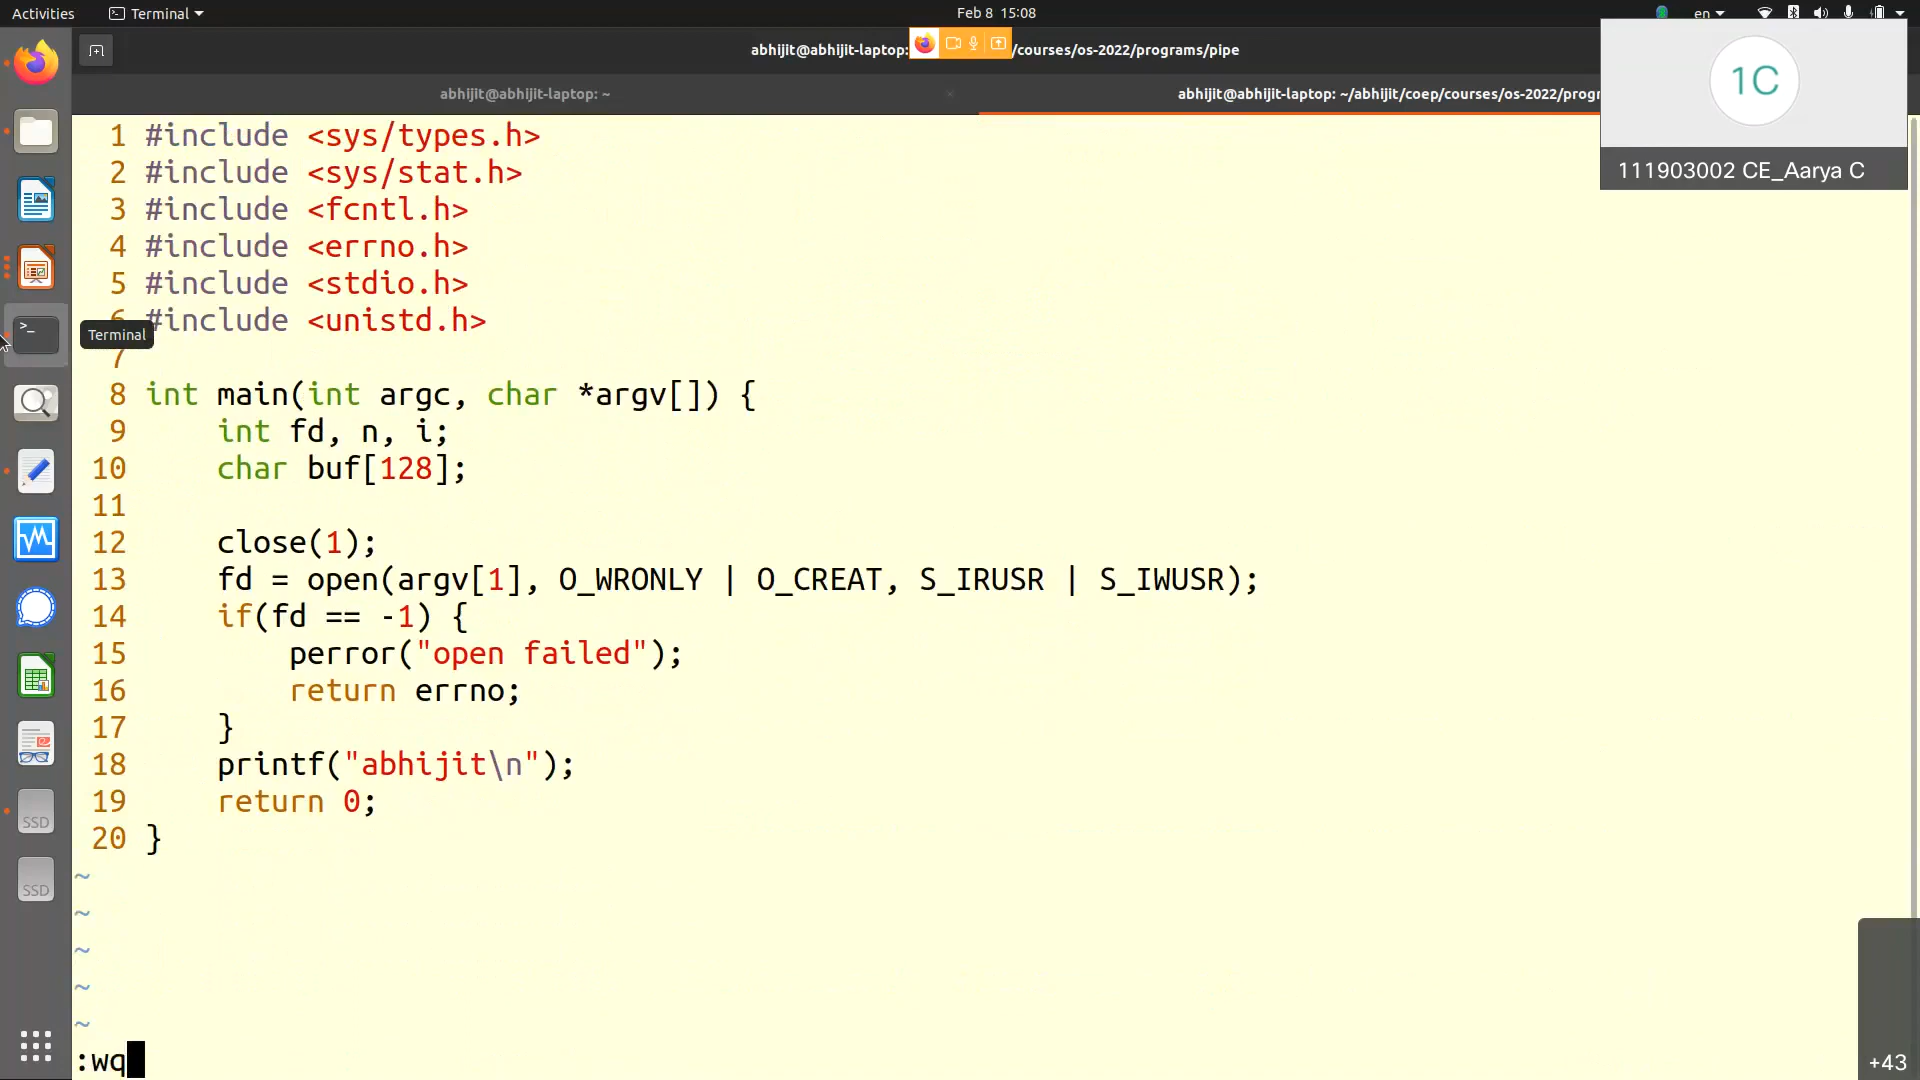 Activities Terminal Feb 8 15:08 en
abhijit@abhijit-laptop: /courses/os-2022/programs/pipe
abhijit@abhijit-laptop: ~ abhijit@abhijit-laptop: ~/abhijit/coep/courses/os-2022/progr
1C
111903002 CE_Aarya C
1 #include <sys/types.h>
2 #include <sys/stat.h>
3 #include <fcntl.h>
4 #include <errno.h>
5 #include <stdio.h>
6 #include <unistd.h>
Terminal
7
8 int main(int argc, char *argv[]) {
9 int fd, n, i;
10 char buf[128];
11
12 close(1);
13 fd = open(argv[1], O_WRONLY | O_CREAT, S_IRUSR | S_IWUSR);
14 if(fd == -1) {
15 perror("open failed");
16 return errno;
17 }
18 printf("abhijit\n");
19 return 0;
20 }
~
~
~
~
~
SSD
SSD
:wq
+43